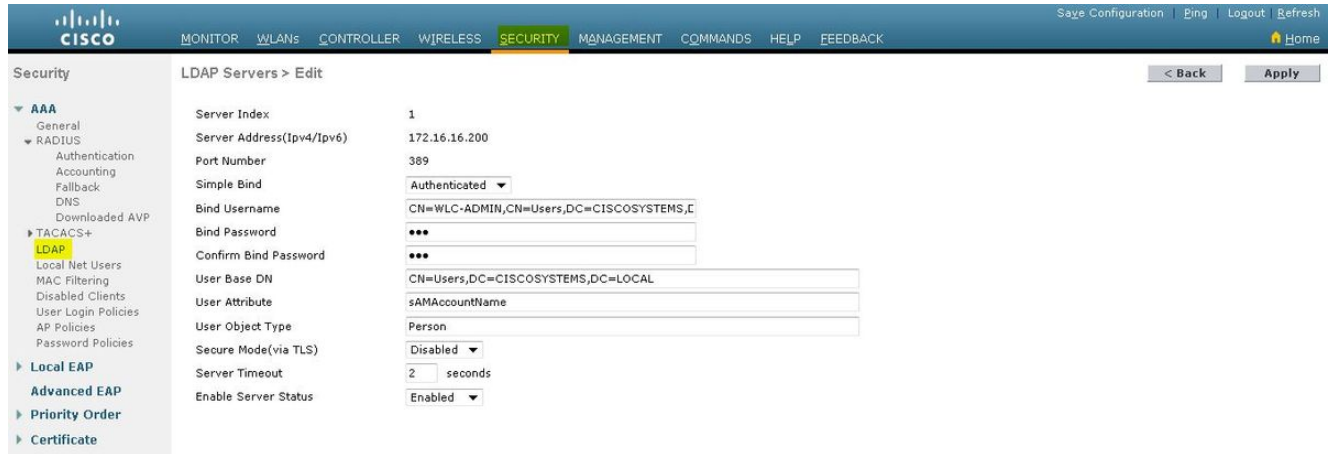 Save Configuration | Ping | Logout | Refresh
CISCO
MONITOR WLANs CONTROLLER WIRELESS SECURITY MANAGEMENT COMMANDS HELP FEEDBACK
Home
Security
AAA
General
RADIUS
Authentication
Accounting
Fallback
DNS
Downloaded AVP
TACACS+
LDAP
Local Net Users
MAC Filtering
Disabled Clients
User Login Policies
AP Policies
Password Policies
Local EAP
Advanced EAP
Priority Order
Certificate
LDAP Servers > Edit
< Back
Apply
Server Index 1
Server Address(Ipv4/Ipv6) 172.16.16.200
Port Number 389
Simple Bind Authenticated
Bind Username CN=WLC-ADMIN,CN=Users,DC=CISCOSYSTEMS,D
Bind Password •••
Confirm Bind Password •••
User Base DN CN=Users,DC=CISCOSYSTEMS,DC=LOCAL
User Attribute sAMAccountName
User Object Type Person
Secure Mode(via TLS) Disabled
Server Timeout 2 seconds
Enable Server Status Enabled